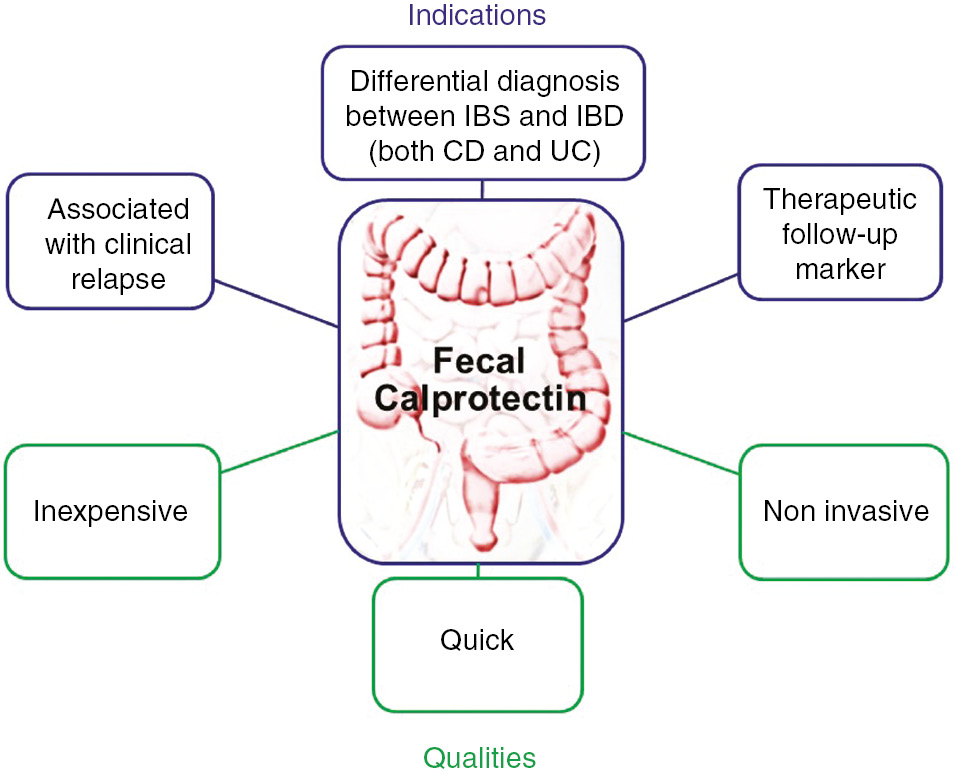 Indications
Differential diagnosis
between IBS and IBD
(both CD and UC)
Associated
with clinical
relapse
Therapeutic
follow-up
marker
Fecal
Calprotectin
Inexpensive
Non invasive
Quick
Qualities